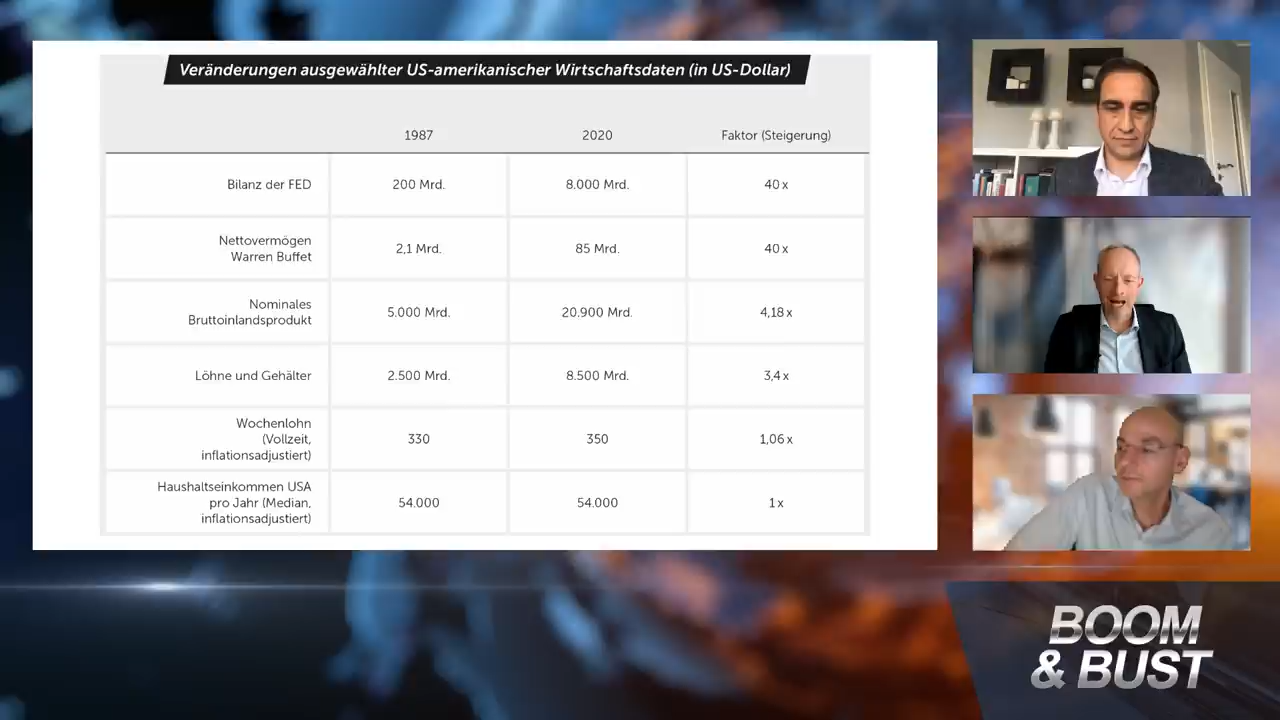 Veränderungen ausgewählter US-amerikanischer Wirtschaftsdaten (in US-Dollar)
1987 2020 Faktor (Steigerung)
Bilanz der FED 200 Mrd. 8.000 Mrd. 40 x
Nettovermögen
Warren Buffet 2,1 Mrd. 85 Mrd. 40 x
Nominales
Bruttoinlandsprodukt 5.000 Mrd. 20.900 Mrd. 4,18 x
Löhne und Gehälter 2.500 Mrd. 8.500 Mrd. 3,4 x
Wochenlohn
(Vollzeit,
inflationsadjustiert) 330 350 1,06 x
Haushaltseinkommen USA
pro Jahr (Median,
inflationsadjustiert) 54.000 54.000 1 x
BOOM
& BUST